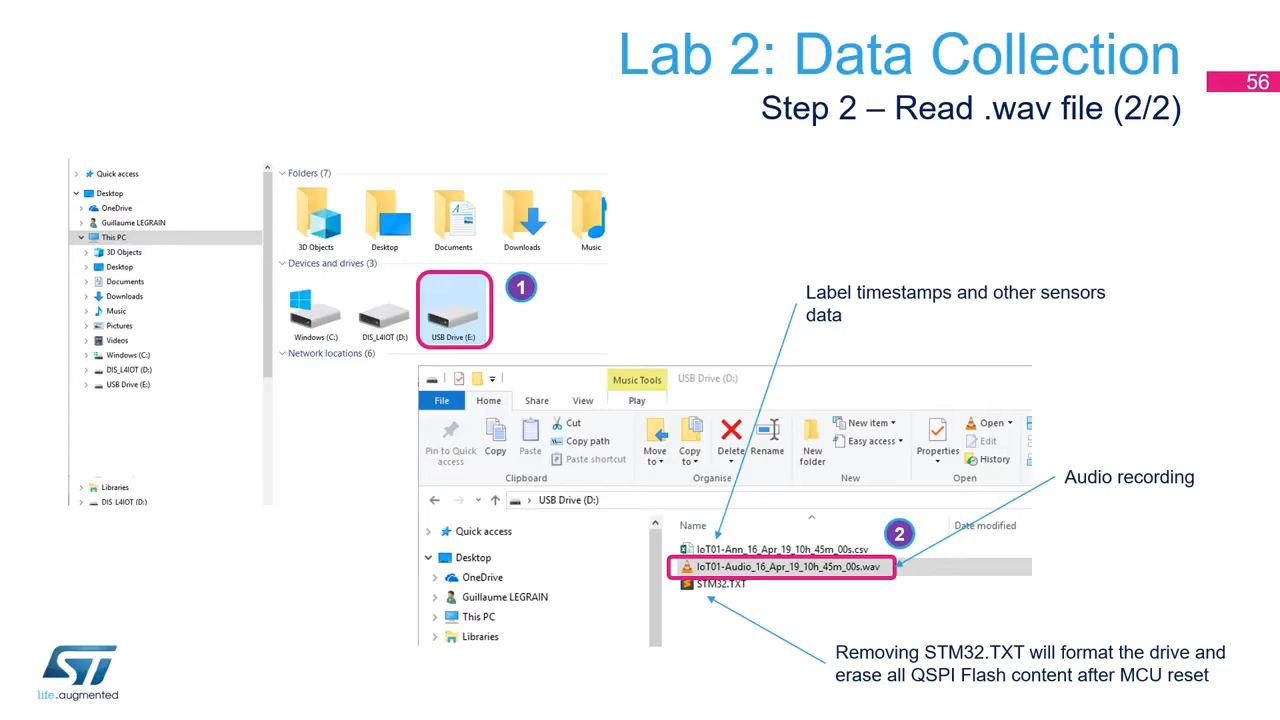 Lab 2: Data Collection
56
Step 2 – Read .wav file (2/2)
Quick access
Desktop
OneDrive
Guillaume LEGRAIN
This PC
3D Objects
Desktop
Documents
Downloads
Music
Pictures
Videos
Windows (C:)
DIS_L4IOT (D:)
USB Drive (E:)
Libraries
DIS_L4IOT (D:)
Folders (7)
3D Objects
Desktop
Documents
Downloads
Music
Devices and drives (3)
Windows (C:)
DIS_L4IOT (D:)
USB Drive (E:)
1
Network locations (6)
Label timestamps and other sensors
data
Music Tools
USB Drive (D:)
File
Home
Share
View
Play
Pin to Quick
access
Copy
Paste
Cut
Copy path
Paste shortcut
Clipboard
Move
to
Copy
to
Delete
Rename
Organise
New
folder
New item
Easy access
New
Properties
Open
Edit
History
Open
USB Drive (D:)
Audio recording
Quick access
Desktop
OneDrive
Guillaume LEGRAIN
This PC
Libraries
Name
Date modified
2
IoT01-Ann_16_Apr_19_10h_45m_00s.csv
IoT01-Audio_16_Apr_19_10h_45m_00s.wav
STM32.TXT
Removing STM32.TXT will format the drive and
erase all QSPI Flash content after MCU reset
ST
life.augmented